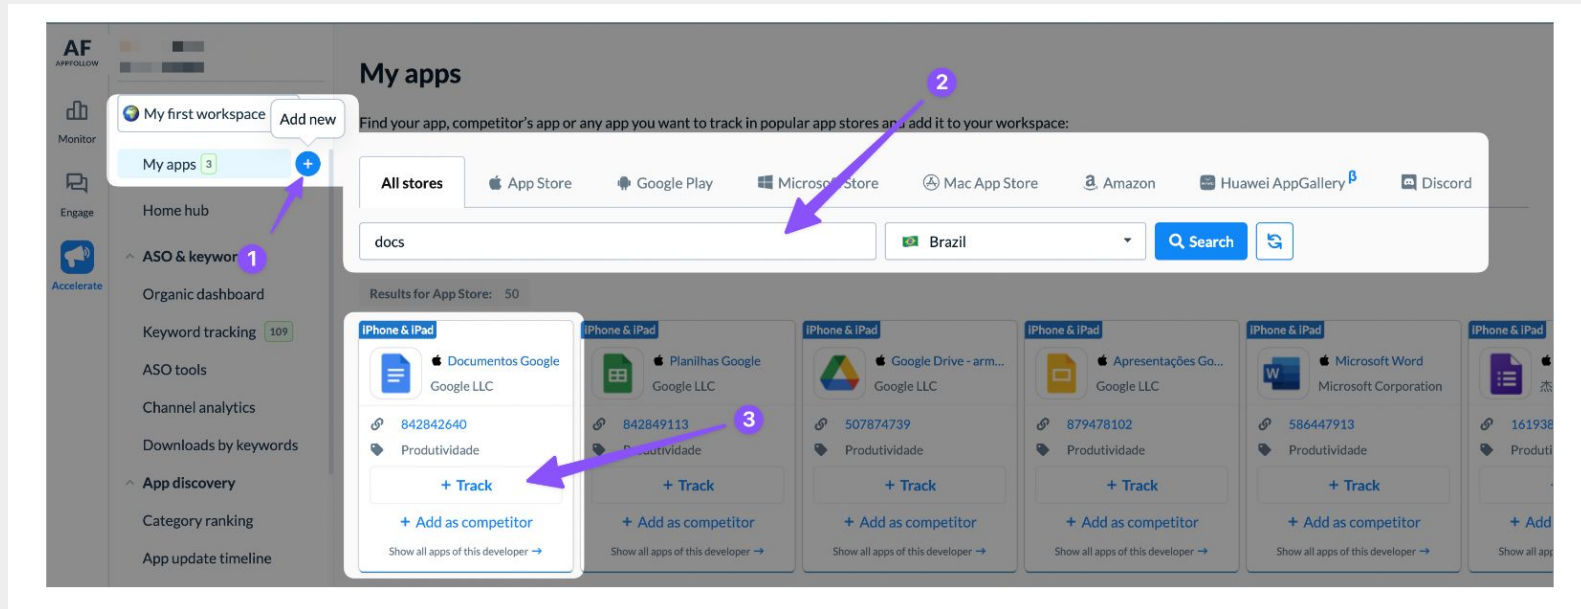 AF
APPFOLLOW
Monitor
Engage
Accelerate
My first workspace
Add new
My apps 3
+
Home hub
1
ASO & keywor
Organic dashboard
Keyword tracking 109
ASO tools
Channel analytics
Downloads by keywords
App discovery
Category ranking
App update timeline
My apps
2
Find your app, competitor's app or any app you want to track in popular app stores and add it to your workspace:
All stores App Store Google Play Microsoft Store Mac App Store Amazon Huawei AppGallery β Discord
docs Brazil Search
Results for App Store: 50
iPhone & iPad
Documentos Google
Google LLC
842842640
Produtividade
+ Track
+ Add as competitor
Show all apps of this developer →
3
iPhone & iPad
Planilhas Google
Google LLC
842849113
Produtividade
+ Track
+ Add as competitor
Show all apps of this developer →
iPhone & iPad
Google Drive - arm...
Google LLC
507874739
Produtividade
+ Track
+ Add as competitor
Show all apps of this developer →
iPhone & iPad
Apresentações Go...
Google LLC
879478102
Produtividade
+ Track
+ Add as competitor
Show all apps of this developer →
iPhone & iPad
W
Microsoft Word
Microsoft Corporation
586447913
Produtividade
+ Track
+ Add as competitor
Show all apps of this developer →
iPhone & iPad
杰
161938
Produti
+ Add
Show all app